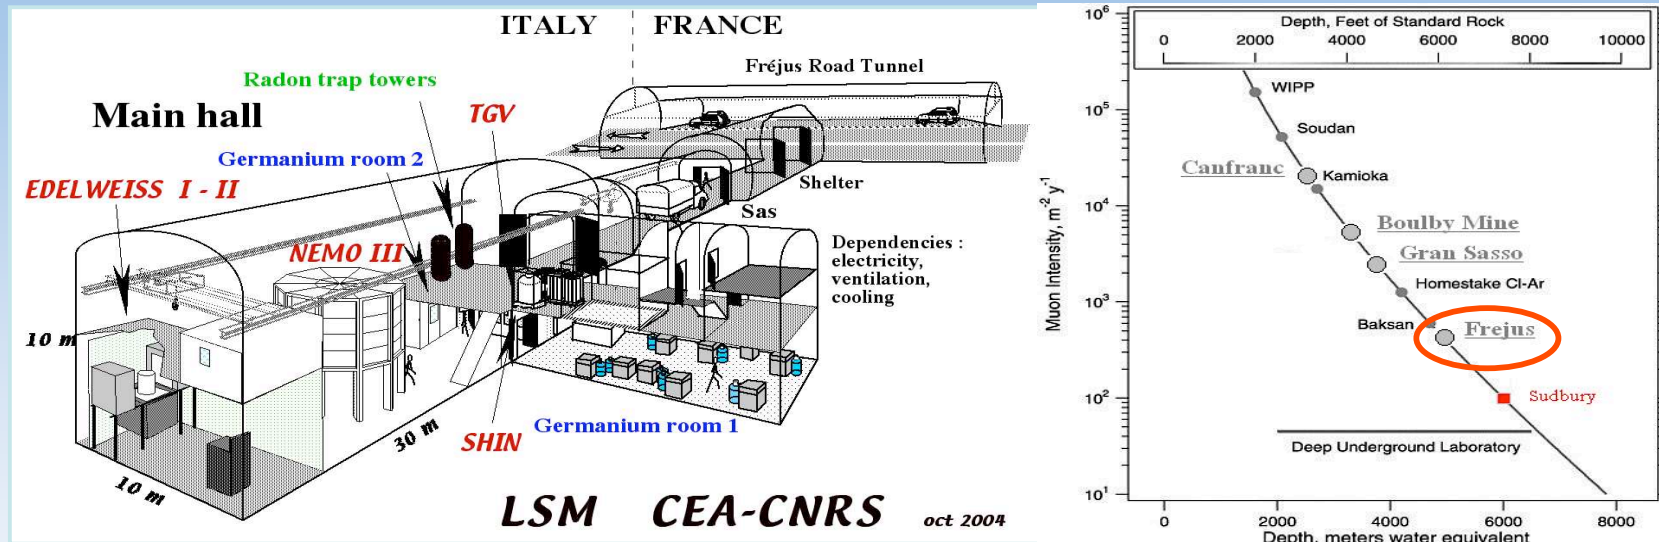 ITALY FRANCE
Fréjus Road Tunnel
Radon trap towers
Main hall
TGV
Germanium room 2
EDELWEISS I - II
Shelter
Sas
NEMO III
Dependencies :
electricity,
ventilation,
cooling
10 m
30 m
10 m
SHIN
Germanium room 1
LSM CEA-CNRS oct 2004
Depth, Feet of Standard Rock
0 2000 4000 6000 8000 10000
10⁶
10⁵
10⁴
10³
10²
10¹
Muon Intensity, m⁻² y⁻¹
WIPP
Soudan
Canfranc
Kamioka
Boulby Mine
Gran Sasso
Homestake Cl-Ar
Baksan
Frejus
Sudbury
Deep Underground Laboratory
0 2000 4000 6000 8000
Depth, meters water equivalent